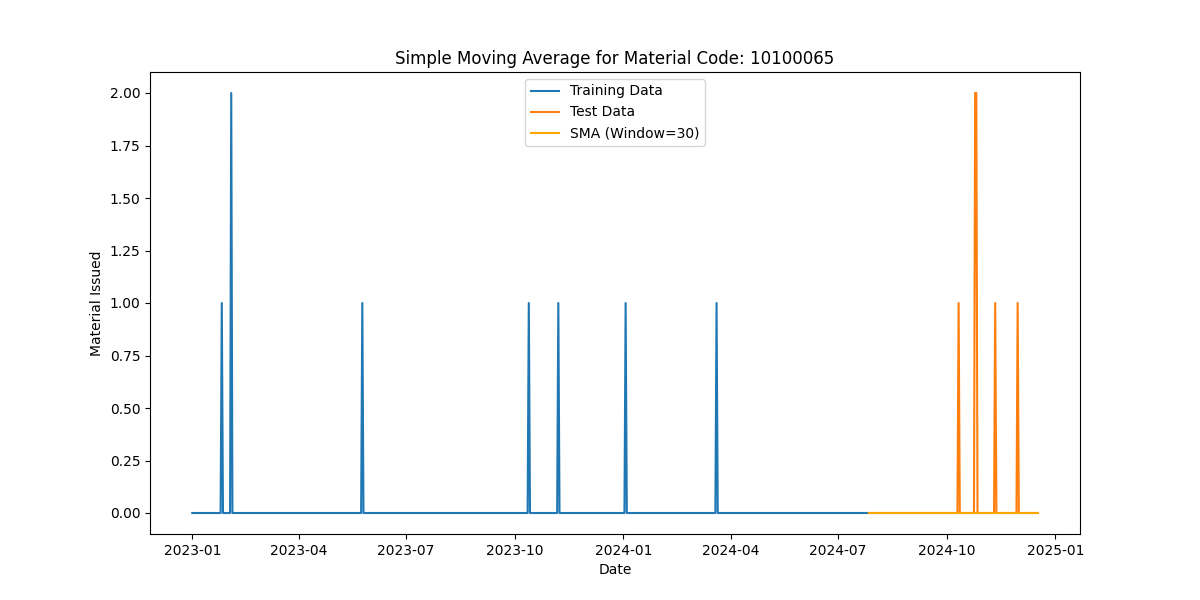 Simple Moving Average for Material Code: 10100065
Training Data
Test Data
SMA (Window=30)
Material Issued
2.00
1.75
1.50
1.25
1.00
0.75
0.50
0.25
0.00
2023-01 2023-04 2023-07 2023-10 2024-01 2024-04 2024-07 2024-10 2025-01
Date